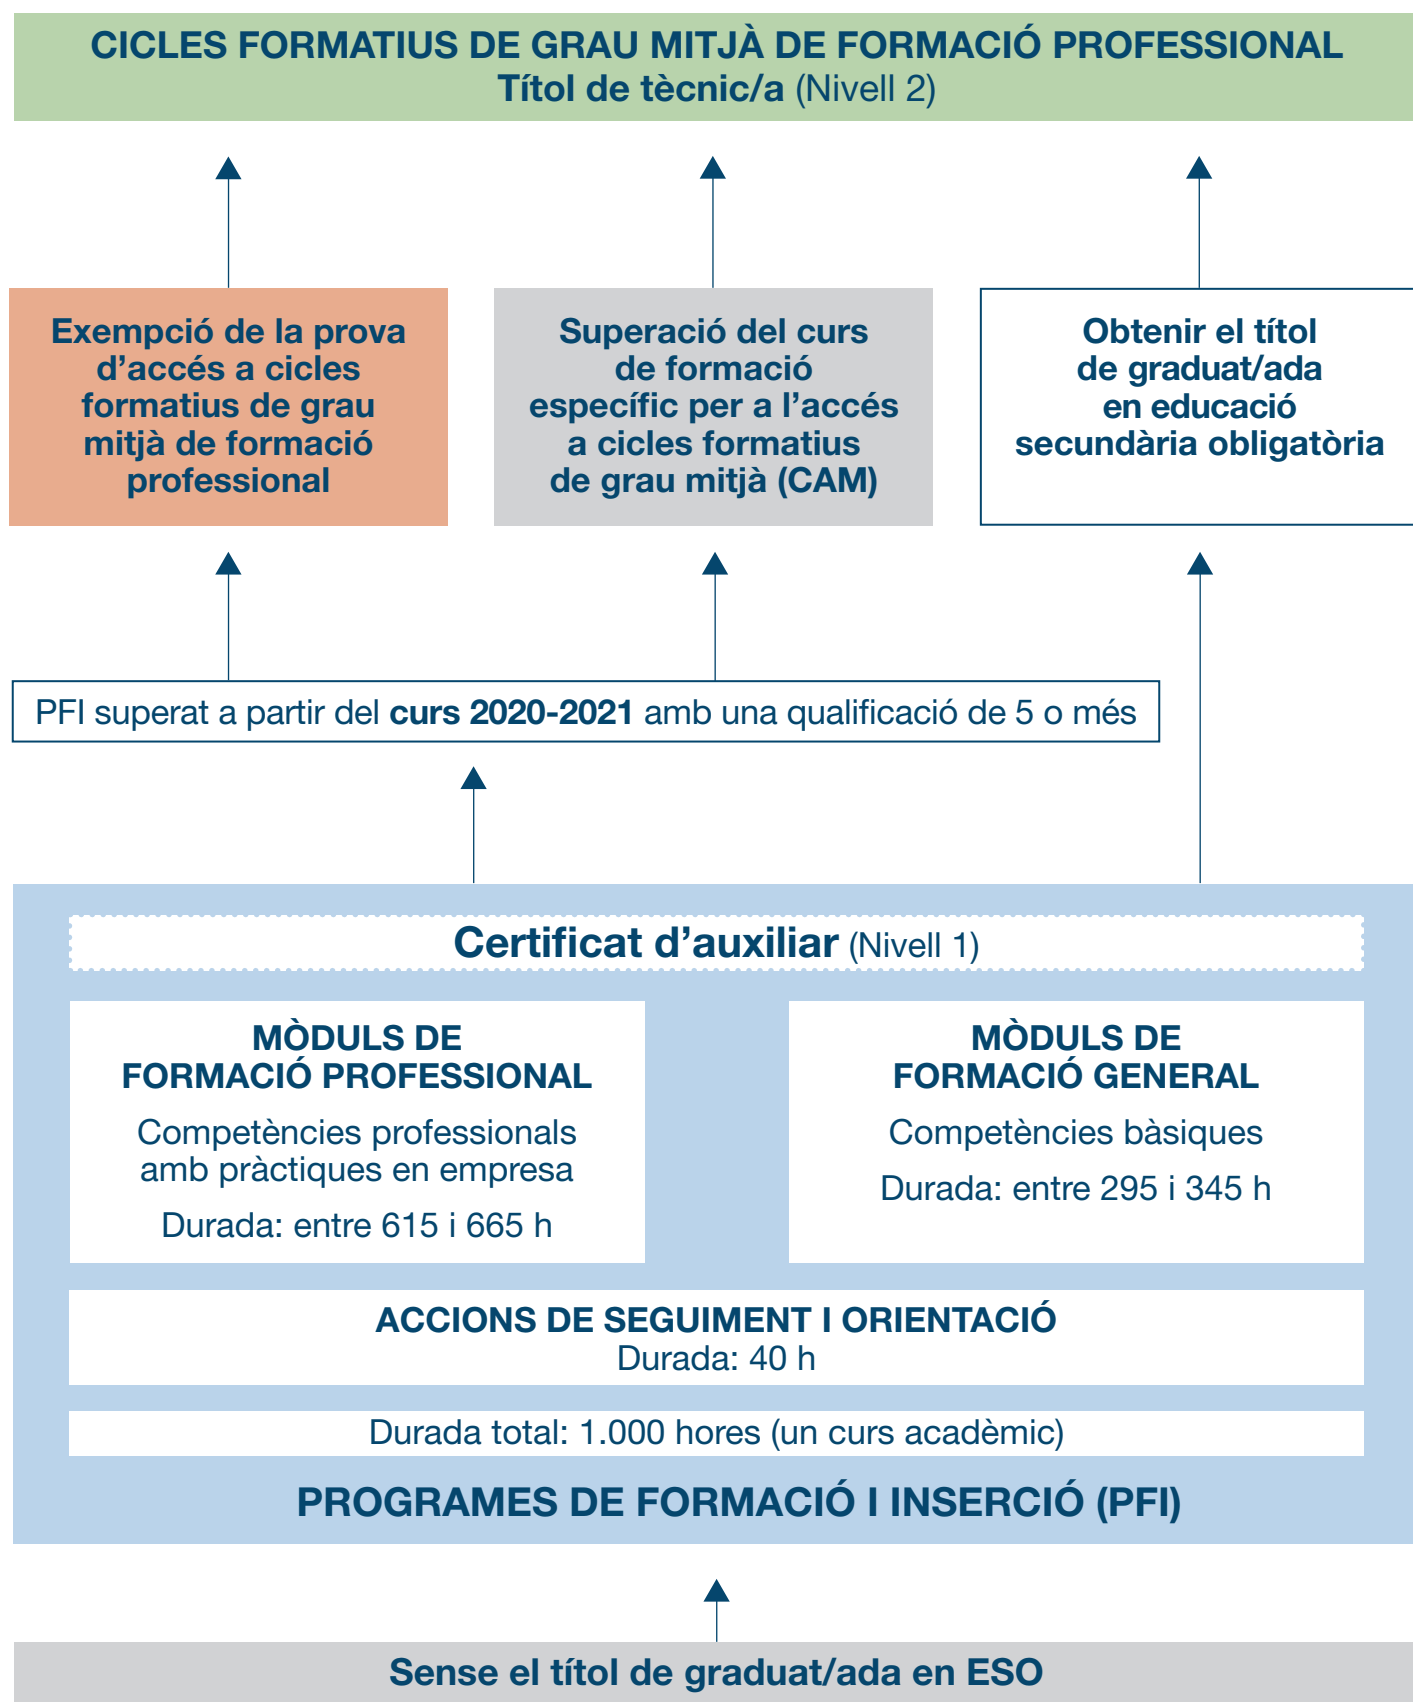 CICLES FORMATIUS DE GRAU MITJÀ DE FORMACIÓ PROFESSIONAL
Títol de tècnic/a (Nivell 2)
Exempció de la prova
d’accés a cicles
formatius de grau
mitjà de formació
professional
Superació del curs
de formació
específic per a l’accés
a cicles formatius
de grau mitjà (CAM)
Obtenir el títol
de graduat/ada
en educació
secundària obligatòria
PFI superat a partir del curs 2020-2021 amb una qualificació de 5 o més
Certificat d’auxiliar (Nivell 1)
MÒDULS DE
FORMACIÓ PROFESSIONAL
Competències professionals
amb pràctiques en empresa
Durada: entre 615 i 665 h
MÒDULS DE
FORMACIÓ GENERAL
Competències bàsiques
Durada: entre 295 i 345 h
ACCIONS DE SEGUIMENT I ORIENTACIÓ
Durada: 40 h
Durada total: 1.000 hores (un curs acadèmic)
PROGRAMES DE FORMACIÓ I INSERCIÓ (PFI)
Sense el títol de graduat/ada en ESO